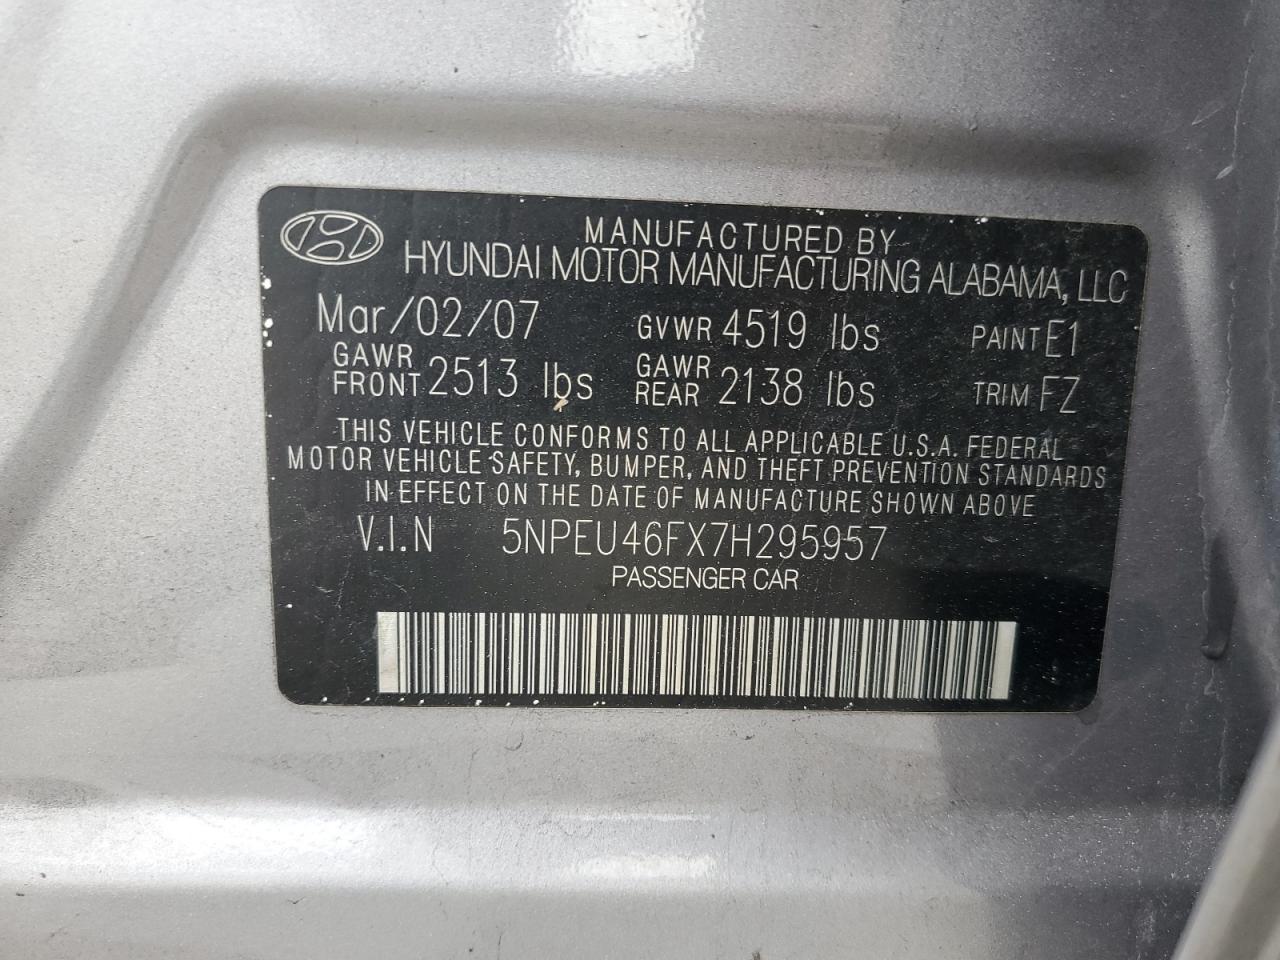 MANUFACTURED BY
HYUNDAI MOTOR MANUFACTURING ALABAMA, LLC
Mar/02/07 GVWR 4519 lbs PAINT E1
GAWR FRONT 2513 lbs GAWR REAR 2138 lbs TRIM FZ
THIS VEHICLE CONFORMS TO ALL APPLICABLE U.S.A. FEDERAL
MOTOR VEHICLE SAFETY, BUMPER, AND THEFT PREVENTION STANDARDS
IN EFFECT ON THE DATE OF MANUFACTURE SHOWN ABOVE
V.I.N 5NPEU46FX7H295957
PASSENGER CAR